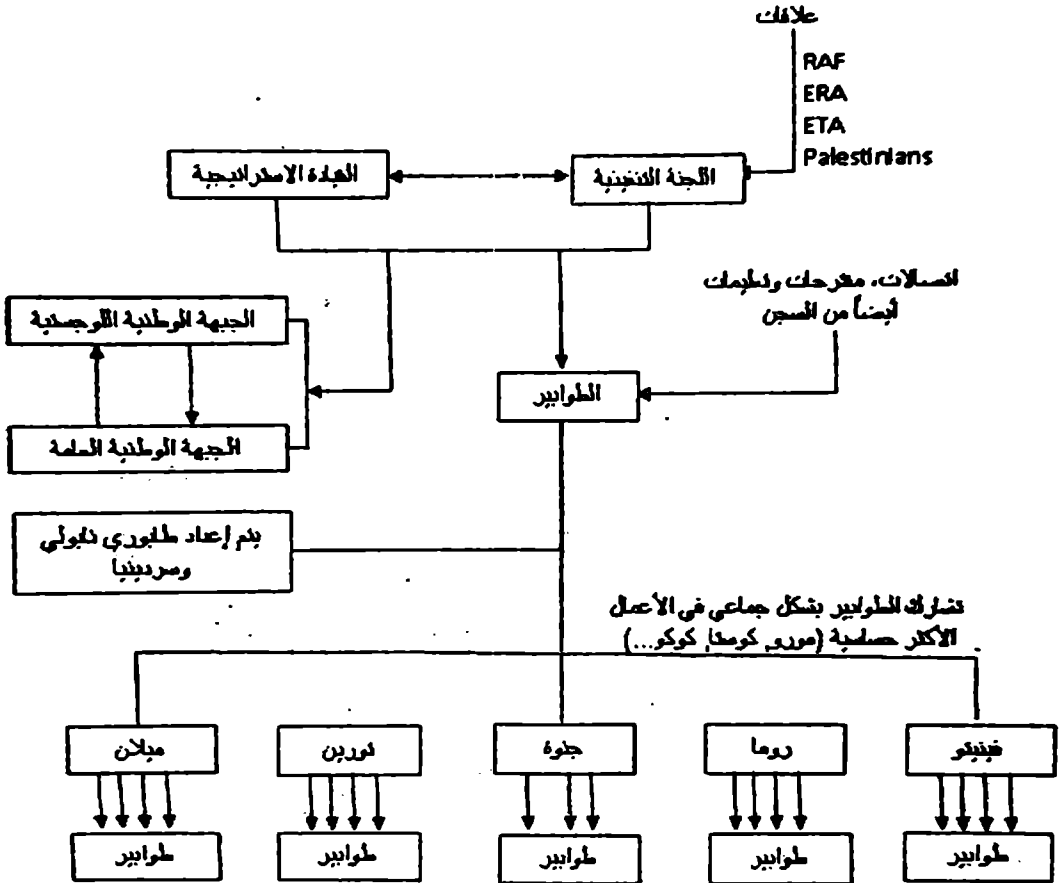 علاقات
RAF
ERA
ETA
Palestinians
القيادة الاستراتيجية
اللجنة التنفيذية
اتصالات، مقترحات وتعليمات
أيضاً من السجن
الجبهة الوطنية اللوجستية
الطوابير
الجبهة الوطنية العامة
يتم إعداد طابوري نابولي
وسردينيا
تشارك الطوابير بشكل جماعي في الأعمال
الأكثر حساسية (مورو, كوستا, كوكو...)
ميلان
تورين
جنوة
روما
فينيتو
طوابير
طوابير
طوابير
طوابير
طوابير